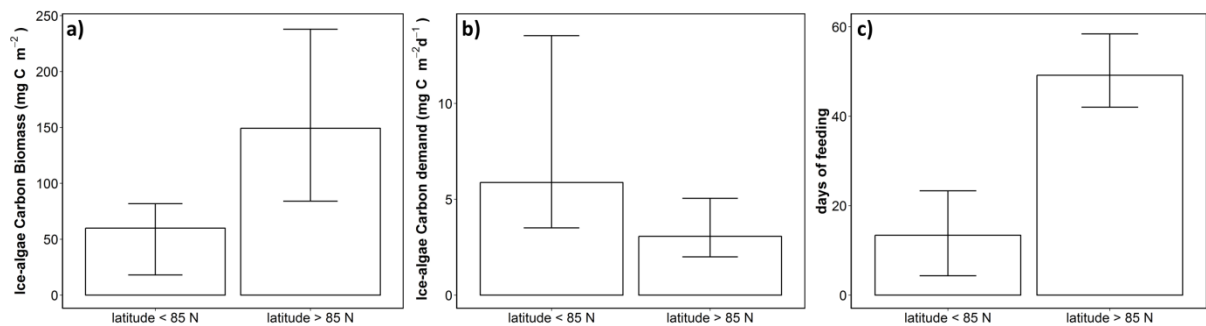 a)
Ice-algae Carbon Biomass (mg C m⁻²)
250
200
150
100
50
0
latitude < 85 N
latitude > 85 N
b)
Ice-algae Carbon demand (mg C m⁻²d⁻¹)
10
5
0
latitude < 85 N
latitude > 85 N
c)
days of feeding
60
40
20
0
latitude < 85 N
latitude > 85 N